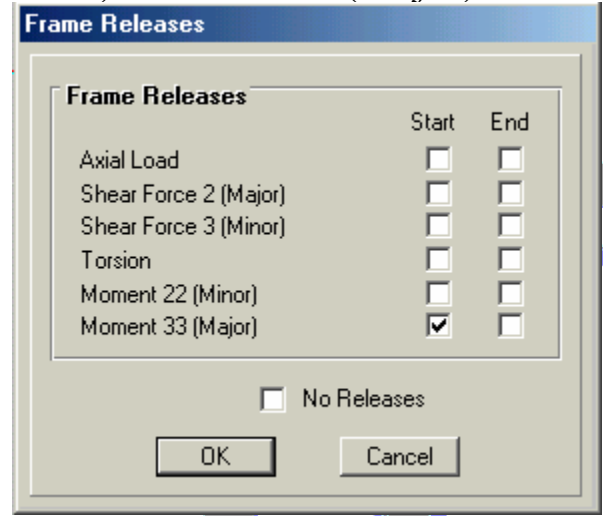 Frame Releases
Frame Releases
Start End
Axial Load
Shear Force 2 (Major)
Shear Force 3 (Minor)
Torsion
Moment 22 (Minor)
Moment 33 (Major)
No Releases
OK Cancel